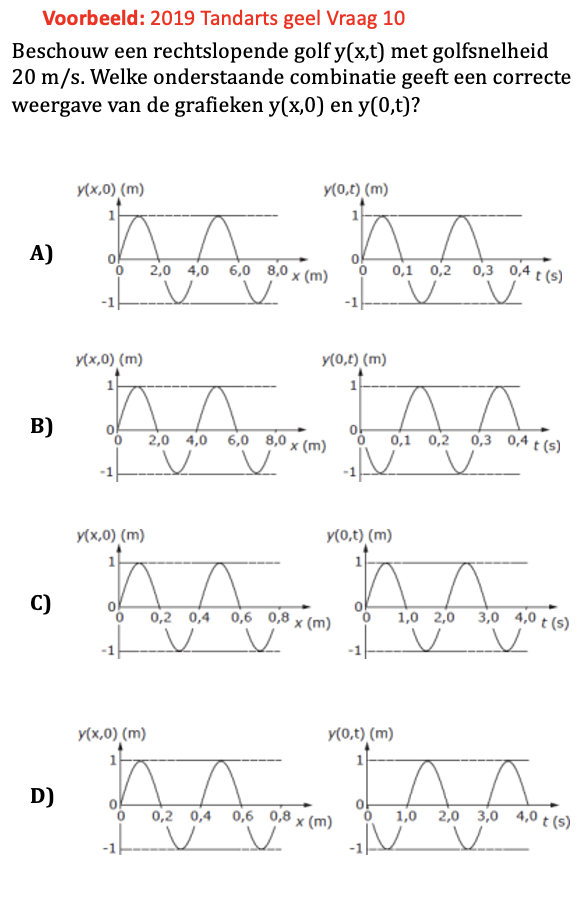 Voorbeeld: 2019 Tandarts geel Vraag 10
Beschouw een rechtslopende golf y(x,t) met golfsnelheid
20 m/s. Welke onderstaande combinatie geeft een correcte
weergave van de grafieken y(x,0) en y(0,t)?
y(x,0) (m) y(0,t) (m)
1 1
A)
0 0
0 2,0 4,0 6,0 8,0 x (m) 0 0,1 0,2 0,3 0,4 t (s)
-1 -1
y(x,0) (m) y(0,t) (m)
1 1
B)
0 0
0 2,0 4,0 6,0 8,0 x (m) 0 0,1 0,2 0,3 0,4 t (s)
-1 -1
y(x,0) (m) y(0,t) (m)
1 1
C)
0 0
0 0,2 0,4 0,6 0,8 x (m) 0 1,0 2,0 3,0 4,0 t (s)
-1 -1
y(x,0) (m) y(0,t) (m)
1 1
D)
0 0
0 0,2 0,4 0,6 0,8 x (m) 0 1,0 2,0 3,0 4,0 t (s)
-1 -1